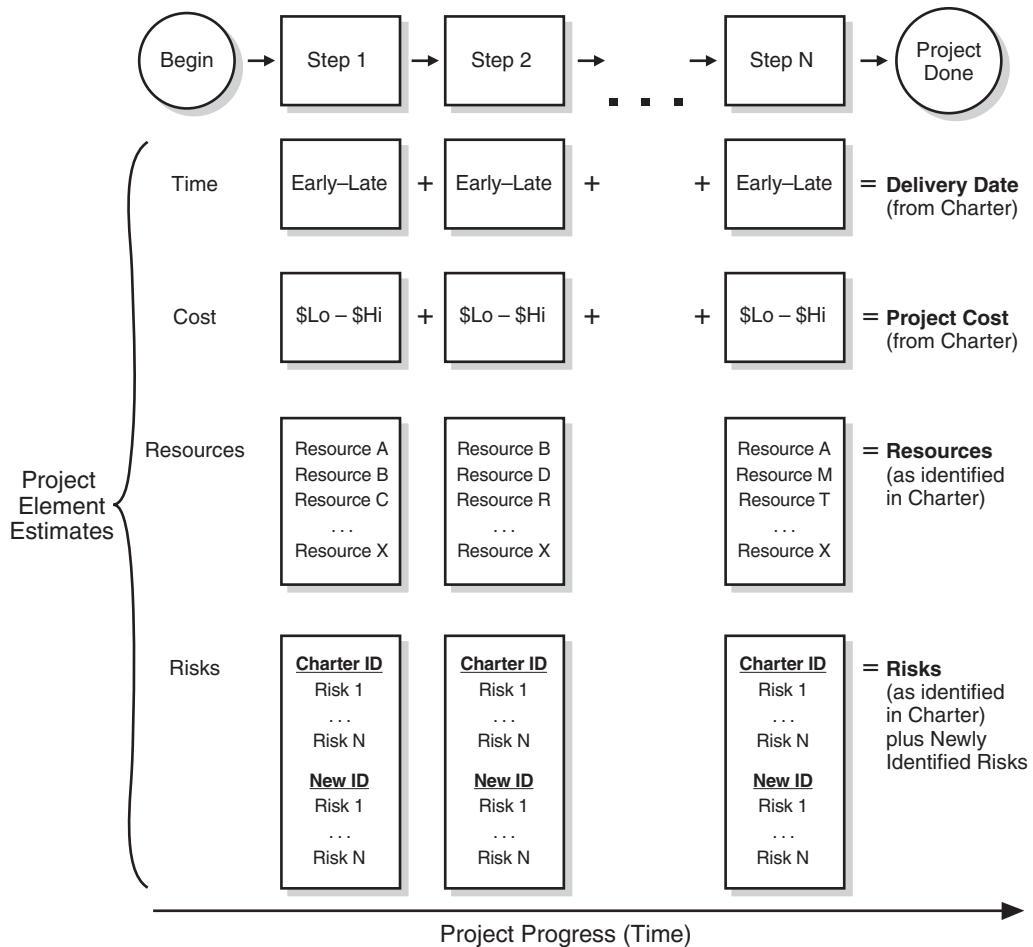 Begin
Step 1
Step 2
. . .
Step N
Project
Done
Time
Early–Late
+
Early–Late
+
+
Early–Late
= Delivery Date
(from Charter)
Cost
$Lo – $Hi
+
$Lo – $Hi
+
+
$Lo – $Hi
= Project Cost
(from Charter)
Project
Element
Estimates
Resources
Resource A
Resource B
Resource C
. . .
Resource X
Resource B
Resource D
Resource R
. . .
Resource X
Resource A
Resource M
Resource T
. . .
Resource X
= Resources
(as identified
in Charter)
Risks
Charter ID
Risk 1
. . .
Risk N
New ID
Risk 1
. . .
Risk N
Charter ID
Risk 1
. . .
Risk N
New ID
Risk 1
. . .
Risk N
Charter ID
Risk 1
. . .
Risk N
New ID
Risk 1
. . .
Risk N
= Risks
(as identified
in Charter)
plus Newly
Identified Risks
Project Progress (Time)